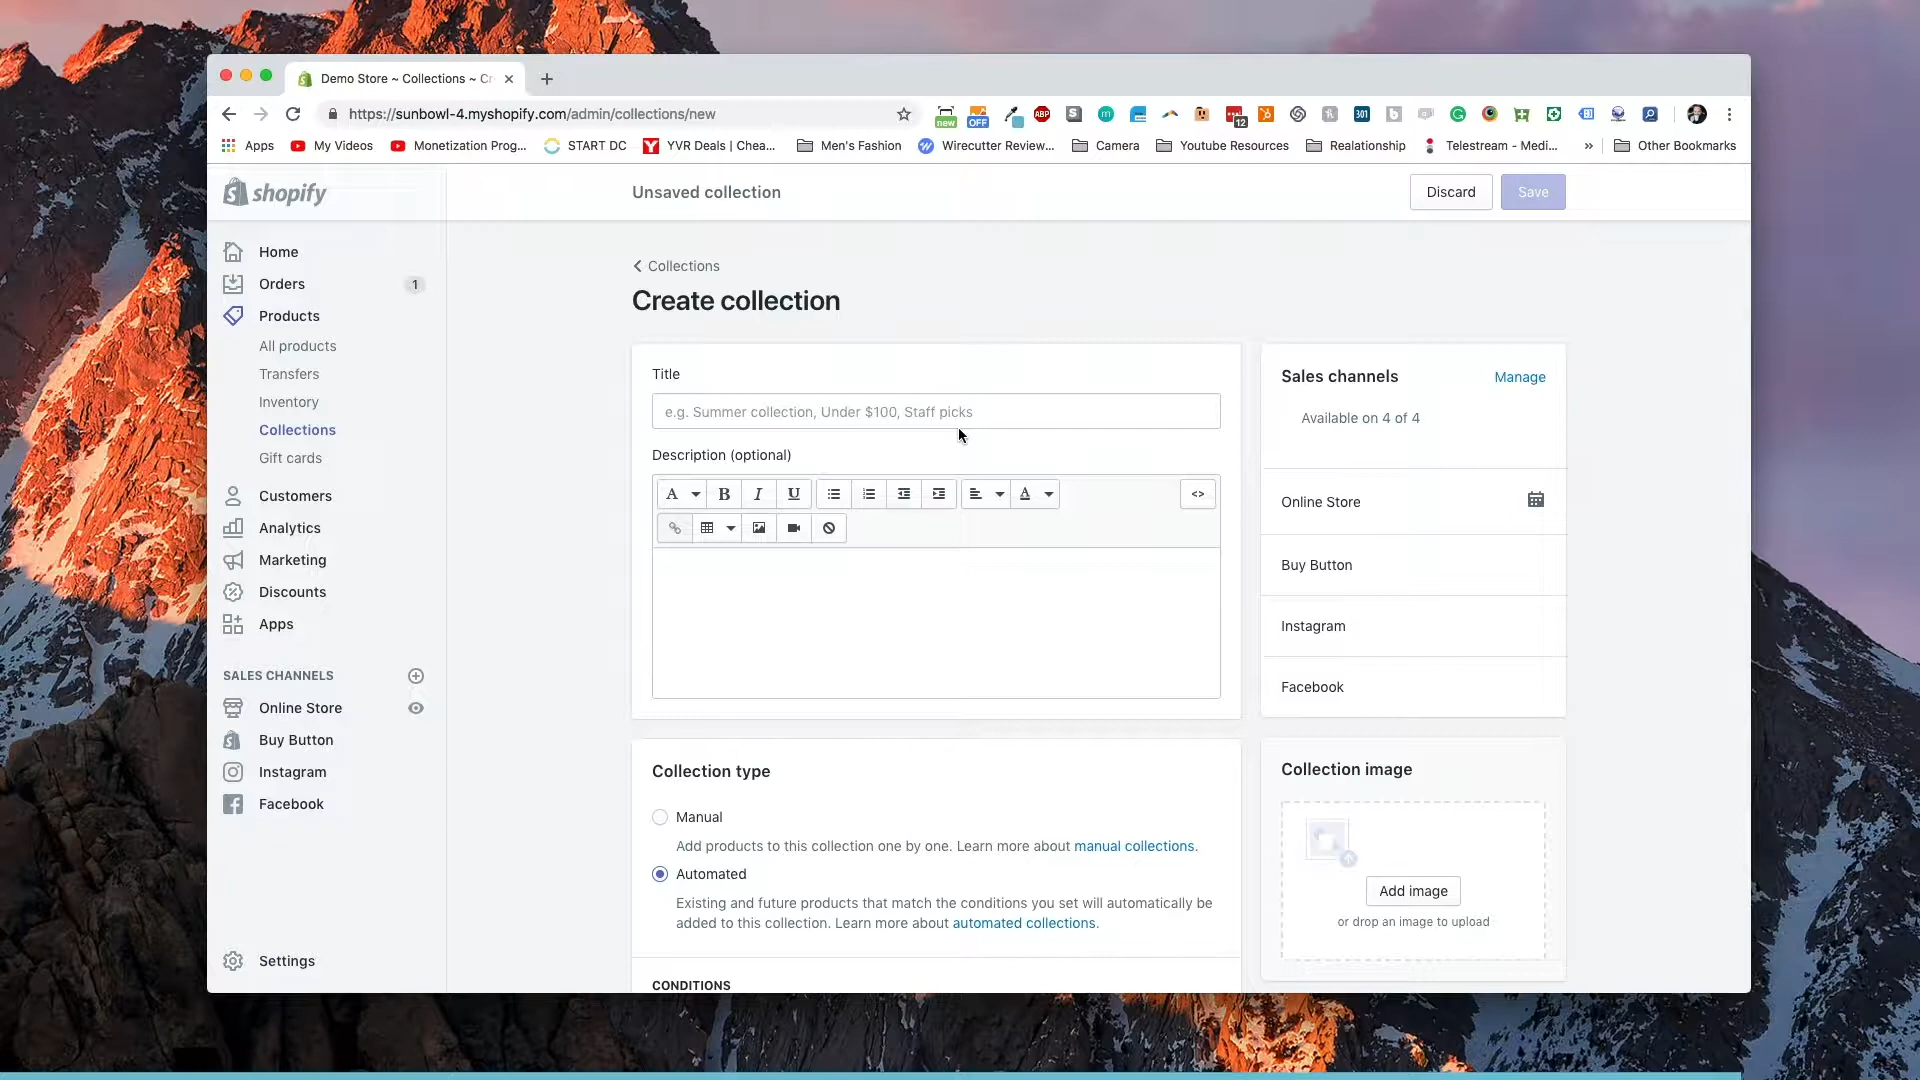 Demo Store ~ Collections ~ Cr
https://sunbowl-4.myshopify.com/admin/collections/new
new
OFF
ABP
12
301
Apps
My Videos
Monetization Prog...
START DC
YVR Deals | Chea...
Men's Fashion
Wirecutter Review...
Camera
Youtube Resources
Realationship
Telestream - Medi...
»
Other Bookmarks
shopify
Unsaved collection
Discard
Save
Home
Orders
1
Products
All products
Transfers
Inventory
Collections
Gift cards
Customers
Analytics
Marketing
Discounts
Apps
SALES CHANNELS
Online Store
Buy Button
Instagram
Facebook
Settings
Collections
Create collection
Title
e.g. Summer collection, Under $100, Staff picks
Description (optional)
A B I U A <>
Collection type
Manual
Add products to this collection one by one. Learn more about manual collections.
Automated
Existing and future products that match the conditions you set will automatically be
added to this collection. Learn more about automated collections.
CONDITIONS
Sales channels
Manage
Available on 4 of 4
Online Store
Buy Button
Instagram
Facebook
Collection image
Add image
or drop an image to upload